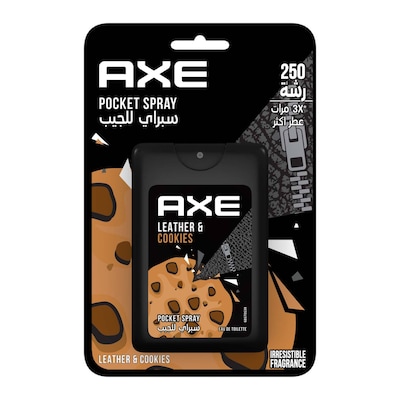 AXE
POCKET SPRAY
سبراي للجيب
250
رشة
3X مرات
عطر أكثر
AXE
LEATHER &
COOKIES
POCKET SPRAY
سبراي للجيب
EAU DE TOILETTE
LEATHER & COOKIES
IRRESISTIBLE
FRAGRANCE